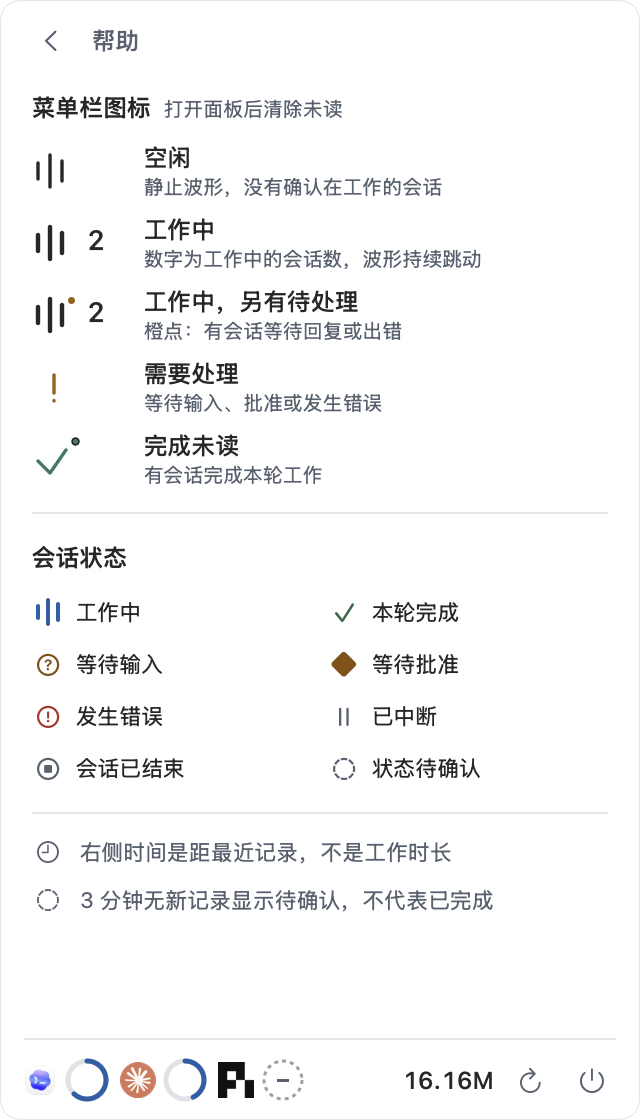 帮助
菜单栏图标 打开面板后清除未读
空闲
静止波形，没有确认在工作的会话
2 工作中
数字为工作中的会话数，波形持续跳动
2 工作中，另有待处理
橙点：有会话等待回复或出错
需要处理
等待输入、批准或发生错误
完成未读
有会话完成本轮工作
会话状态
工作中 本轮完成
等待输入 等待批准
发生错误 已中断
会话已结束 状态待确认
右侧时间是距最近记录，不是工作时长
3 分钟无新记录显示待确认，不代表已完成
16.16M